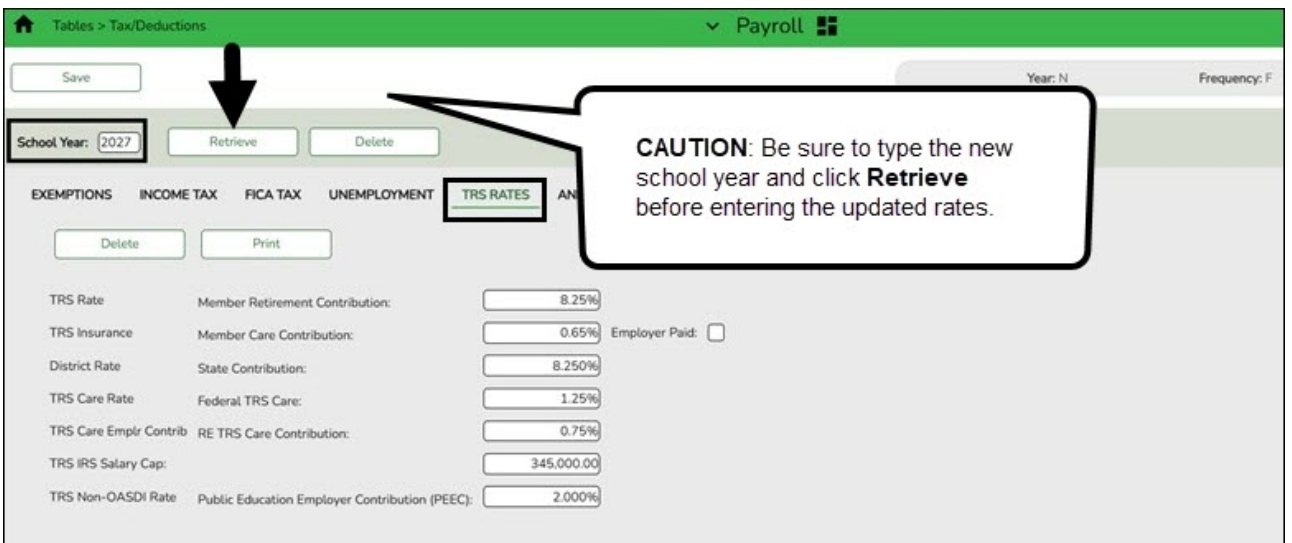 Tables > Tax/Deductions
Payroll
Save
Year: N
Frequency: F
School Year: 2027
Retrieve
Delete
CAUTION: Be sure to type the new
school year and click Retrieve
before entering the updated rates.
EXEMPTIONS INCOME TAX FICA TAX UNEMPLOYMENT TRS RATES AN
Delete
Print
TRS Rate Member Retirement Contribution: 8.25%
TRS Insurance Member Care Contribution: 0.65% Employer Paid:
District Rate State Contribution: 8.250%
TRS Care Rate Federal TRS Care: 1.25%
TRS Care Emplr Contrib RE TRS Care Contribution: 0.75%
TRS IRS Salary Cap: 345,000.00
TRS Non-OASDI Rate Public Education Employer Contribution (PEEC): 2.000%